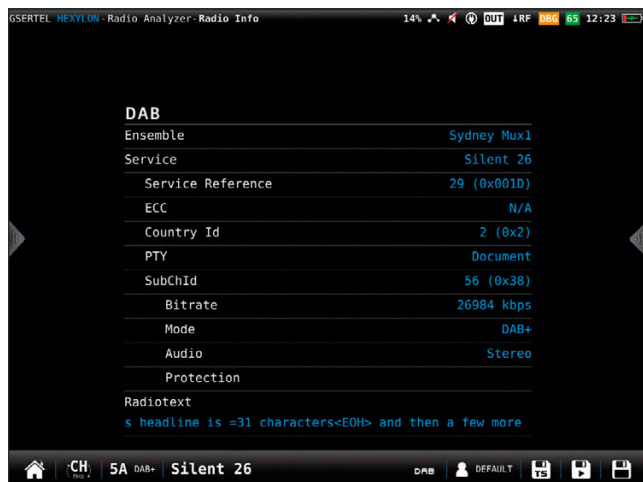 GSERTEL HEXYLON-Radio Analyzer-Radio Info 14% OUT ↓RF DBG 65 12:23
DAB
Ensemble Sydney Mux1
Service Silent 26
Service Reference 29 (0x001D)
ECC N/A
Country Id 2 (0x2)
PTY Document
SubChId 56 (0x38)
Bitrate 26984 kbps
Mode DAB+
Audio Stereo
Protection
Radiotext
s headline is =31 characters<EOH> and then a few more
CH MHz 5A DAB+ Silent 26 DAB DEFAULT TS